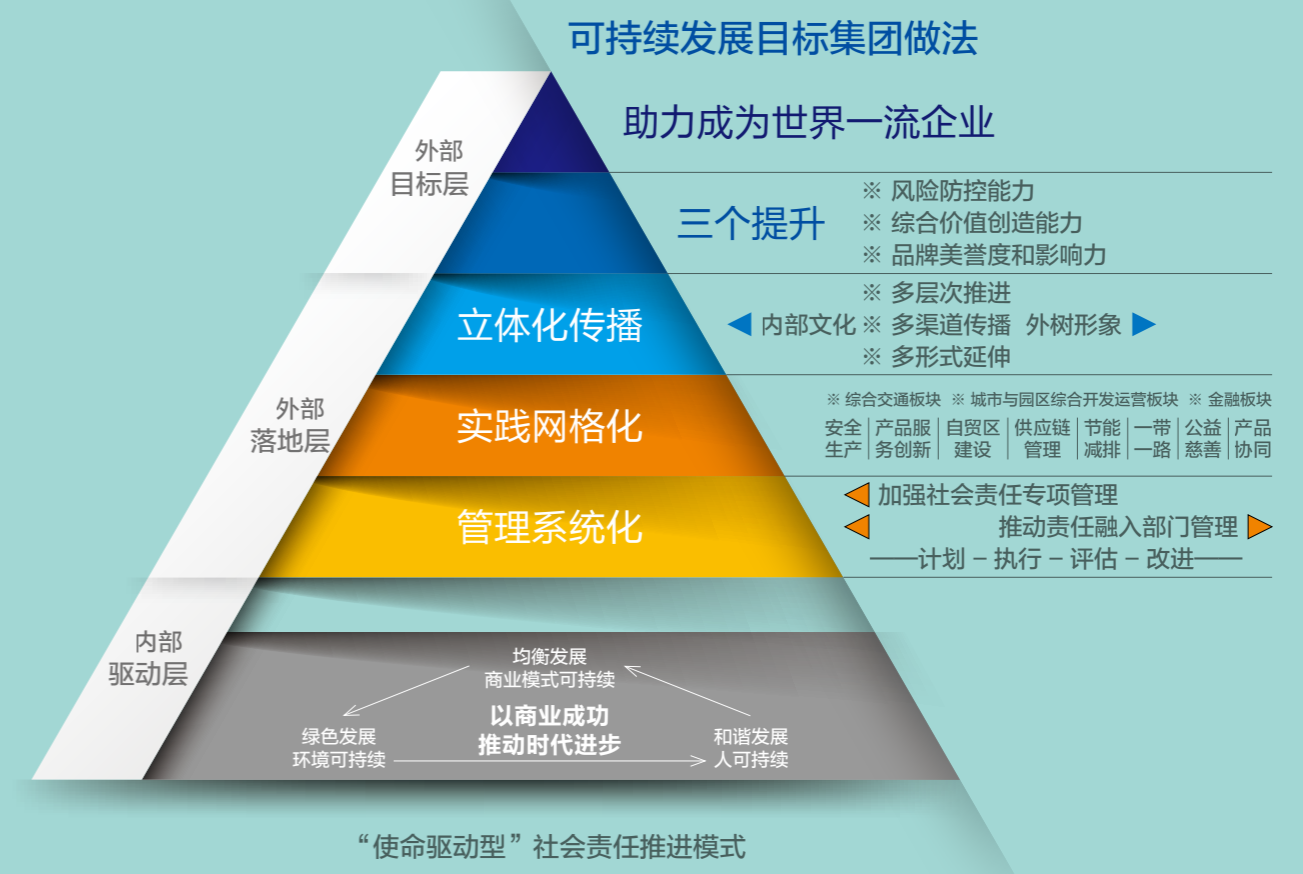 可持续发展目标集团做法
助力成为世界一流企业
外部
目标层
三个提升
※ 风险防控能力
※ 综合价值创造能力
※ 品牌美誉度和影响力
立体化传播
※ 多层次推进
内部文化 ※ 多渠道传播 外树形象
※ 多形式延伸
外部
落地层
实践网格化
※ 综合交通板块 ※ 城市与园区综合开发运营板块 ※ 金融板块
安全 产品服 自贸区 供应链 节能 一带 公益 产品
生产 务创新 建设 管理 减排 一路 慈善 协同
管理系统化
加强社会责任专项管理
推动责任融入部门管理
——计划 – 执行 – 评估 – 改进——
内部
驱动层
均衡发展
商业模式可持续
以商业成功
推动时代进步
绿色发展
环境可持续
和谐发展
人可持续
“使命驱动型”社会责任推进模式